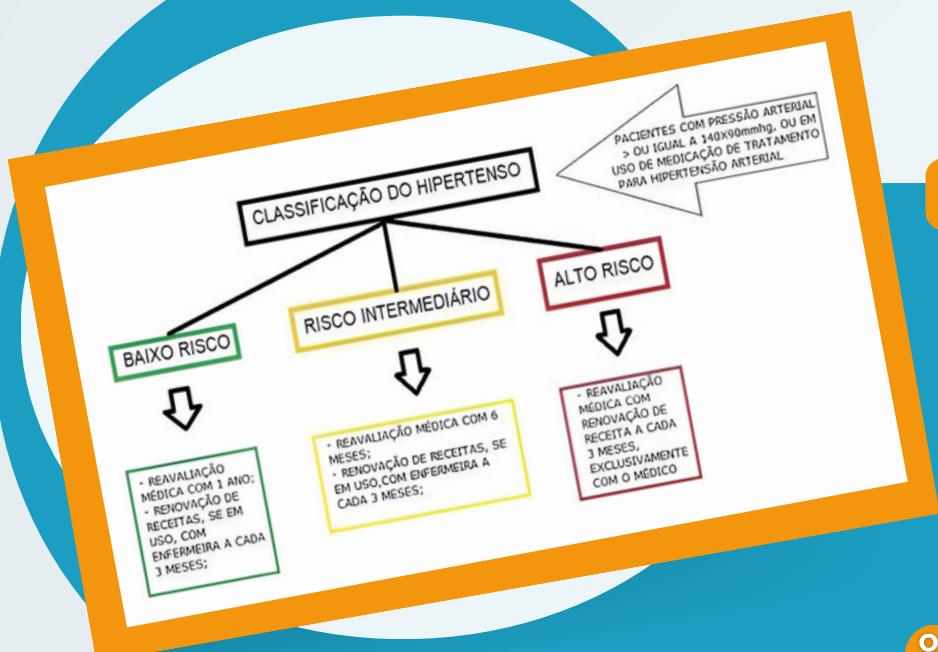 PACIENTES COM PRESSÃO ARTERIAL
> OU IGUAL A 140X90mmhg, OU EM
USO DE MEDICAÇÃO DE TRATAMENTO
PARA HIPERTENSÃO ARTERIAL
CLASSIFICAÇÃO DO HIPERTENSO
BAIXO RISCO
RISCO INTERMEDIÁRIO
ALTO RISCO
- REAVALIAÇÃO
MÉDICA COM 1 ANO;
- RENOVAÇÃO DE
RECEITAS, SE EM
USO, COM
ENFERMEIRA A CADA
3 MESES;
- REAVALIAÇÃO MÉDICA COM 6
MESES;
- RENOVAÇÃO DE RECEITAS, SE
EM USO,COM ENFERMEIRA A
CADA 3 MESES;
- REAVALIAÇÃO
MÉDICA COM
RENOVAÇÃO DE
RECEITA A CADA
3 MESES,
EXCLUSIVAMENTE
COM O MÉDICO